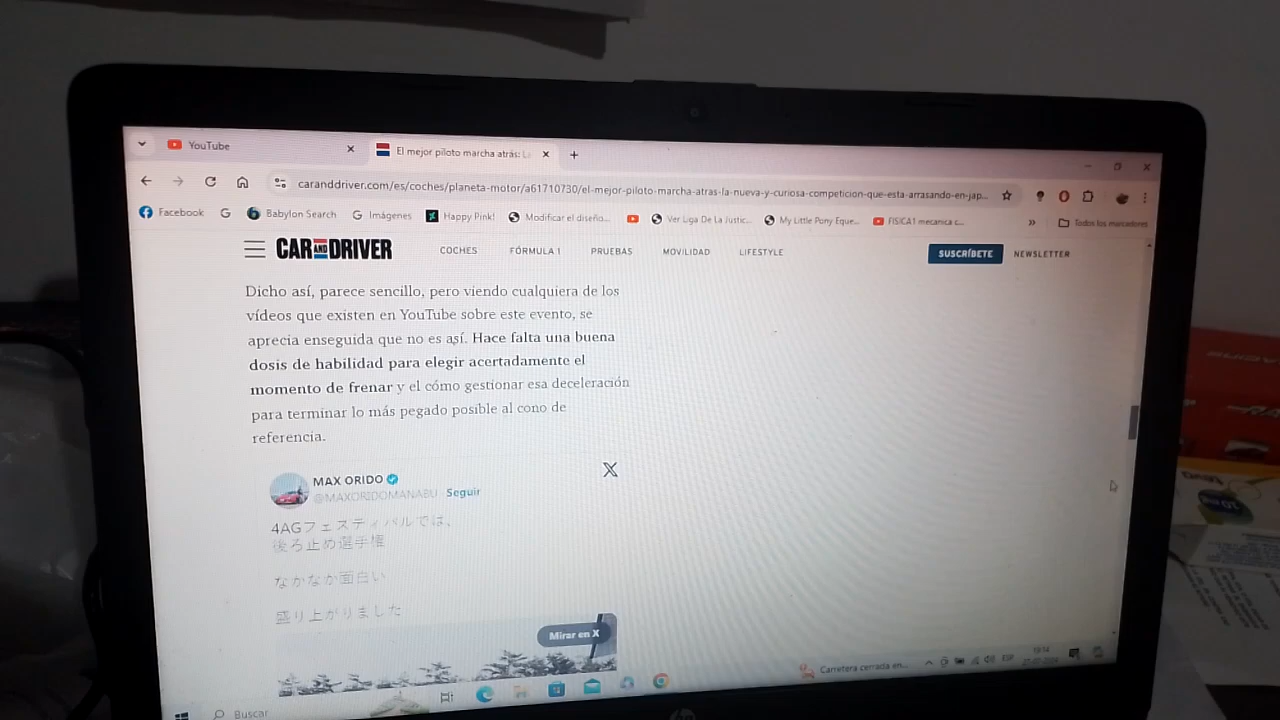 YouTube
El mejor piloto marcha atrás: La
caranddriver.com/es/coches/planeta-motor/a61710730/el-mejor-piloto-marcha-atras-la-nueva-y-curiosa-competicion-que-esta-arrasando-en-jap...
Facebook
Babylon Search
Imágenes
Happy Pink!
Modificar el diseño...
Ver Liga De La Justic...
My Little Pony Eque...
FISICA1 mecanica c...
»
Todos los marcadores
CAR AND DRIVER
COCHES
FÓRMULA 1
PRUEBAS
MOVILIDAD
LIFESTYLE
SUSCRÍBETE
NEWSLETTER
Dicho así, parece sencillo, pero viendo cualquiera de los
vídeos que existen en YouTube sobre este evento, se
aprecia enseguida que no es así. Hace falta una buena
dosis de habilidad para elegir acertadamente el
momento de frenar y el cómo gestionar esa deceleración
para terminar lo más pegado posible al cono de
referencia.
MAX ORIDO
@MAXORIDOMANABU Seguir
4AGフェスティバルでは、
後ろ止め選手権
なかなか面白い
盛り上がりました
Mirar en X
Carretera cerrada en...
ESP
19:14
Buscar
hp
10